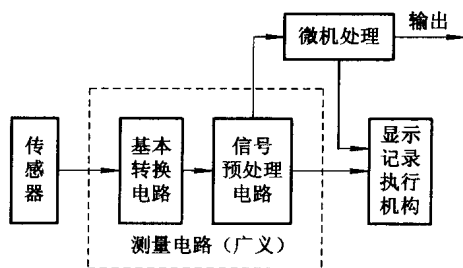 微机处理
输出
传
感
器
基本
转换
电路
信号
预处理
电路
显示
记录
执行
机构
测量电路（广义）